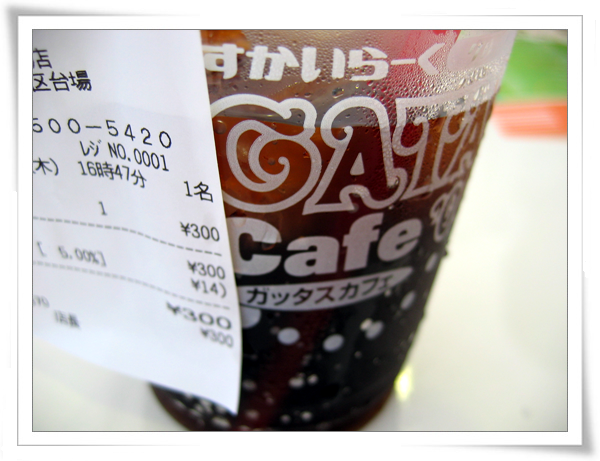 店
区台場
500-5420
ﾚｼﾞ NO.0001
(木) 16時47分 1名
1
¥300
¥300
[ 5.00%] ¥14)
¥300
¥300
すかいらーく
GATTA
Cafe
ガッタスカフェ